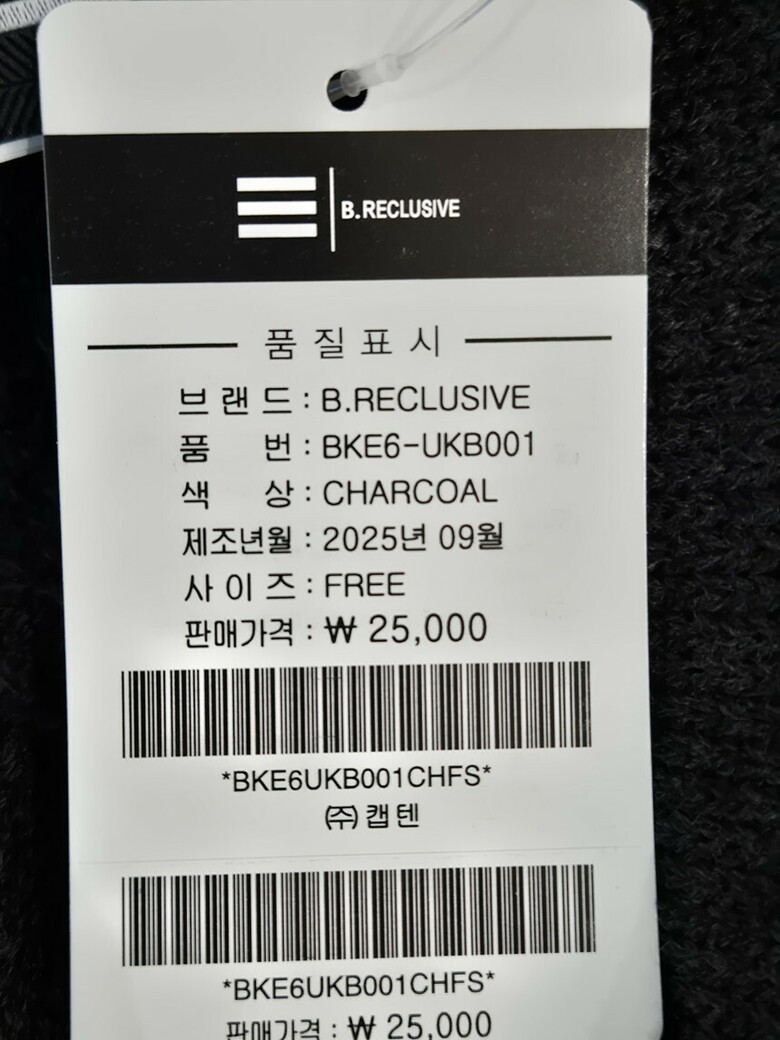 B.RECLUSIVE
품질표시
브랜드 : B.RECLUSIVE
품 번 : BKE6-UKB001
색 상 : CHARCOAL
제조년월 : 2025년 09월
사이즈 : FREE
판매가격 : ₩ 25,000
*BKE6UKB001CHFS*
㈜캡텐
*BKE6UKB001CHFS*
판매가격 : ₩ 25,000